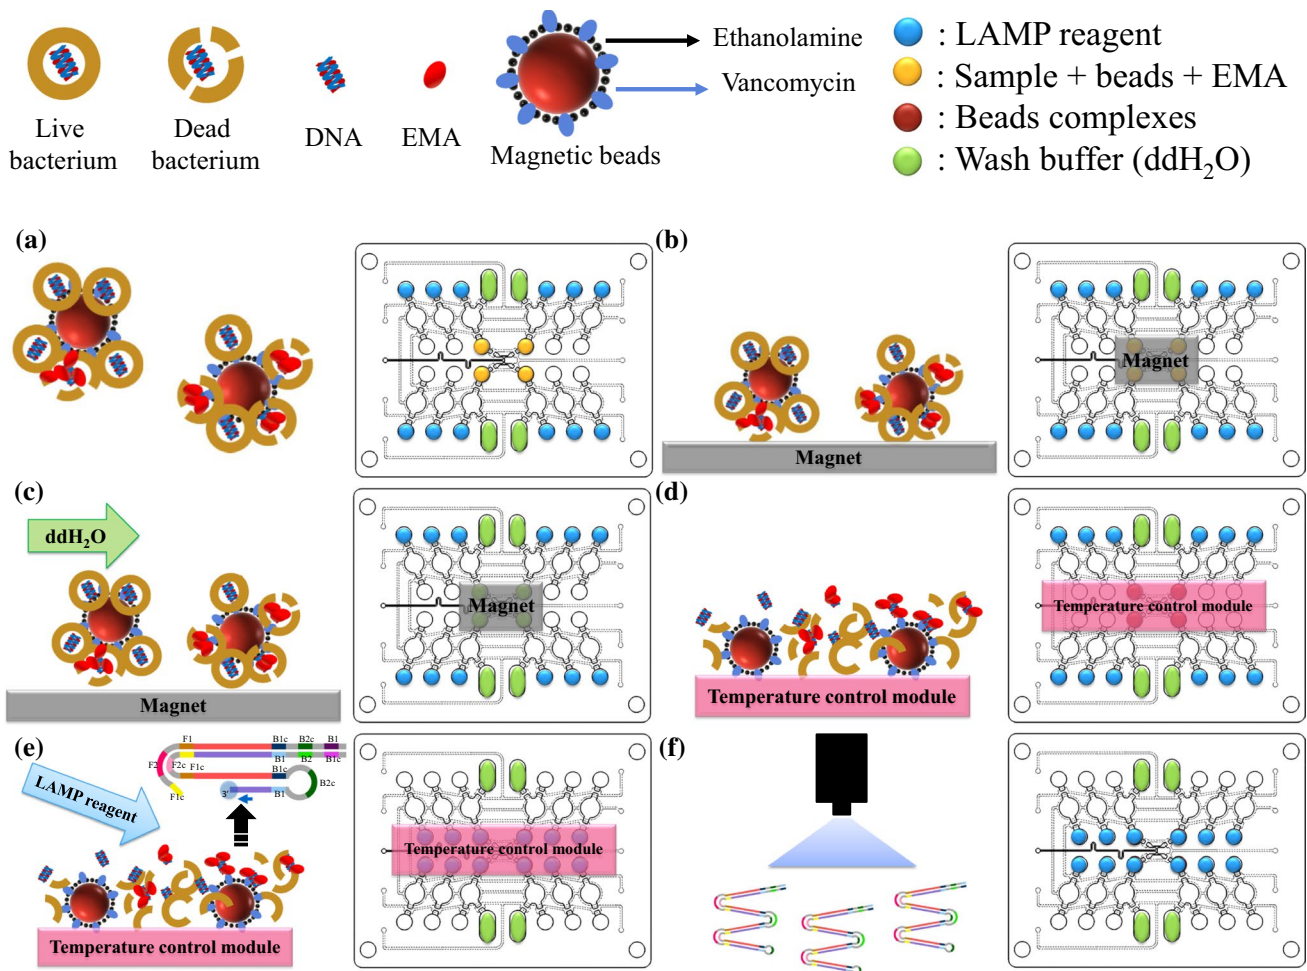 Live
bacterium
Dead
bacterium
DNA
EMA
Ethanolamine
Vancomycin
Magnetic beads
: LAMP reagent
: Sample + beads + EMA
: Beads complexes
: Wash buffer (ddH₂O)
(a)
(b)
Magnet
Magnet
(c)
ddH₂O
Magnet
Magnet
(d)
Temperature control module
Temperature control module
(e)
LAMP reagent
F1 B1c B2c B1
F2 F2c F1c B1 B2 B1c
B1c
B2c
F1c 3' B1
Temperature control module
Temperature control module
(f)